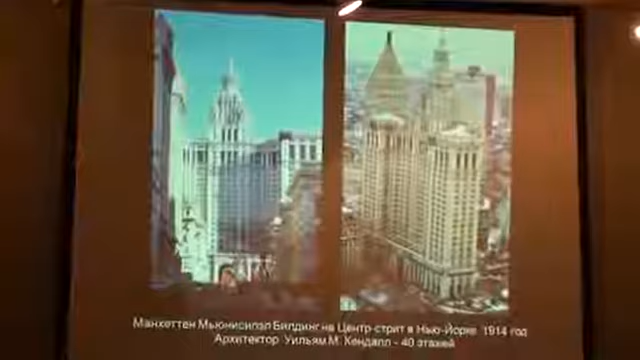 Манхеттен Мьюнисипэл Билдинг на Центр-стрит в Нью-Йорке 1914 год
Архитектор Уильям М. Кендалл - 40 этажей